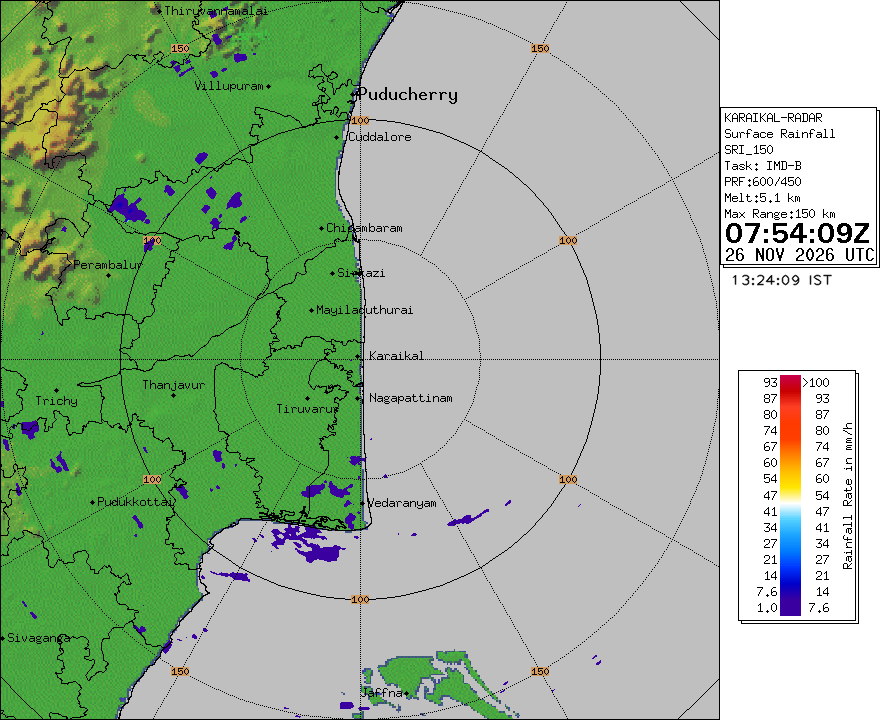 Thiruvannamalai
150
150
Villupuram
Puducherry
100
Cuddalore
Chidambaram
100
100
Perambalur
Sirkazi
Mayiladuthurai
Karaikal
Thanjavur
Trichy
Tiruvarur
Nagapattinam
100
100
Pudukkottai
Vedaranyam
100
Sivaganga
150
150
Jaffna
KARAIKAL-RADAR
Surface Rainfall
SRI_150
Task: IMD-B
PRF:600/450
Melt:5.1 km
Max Range:150 km
07:54:09Z
26 NOV 2026 UTC
13:24:09 IST
93 >100
87 93
80 87
74 80
67 74
60 67
54 60
47 54
41 47
34 41
27 34
21 27
14 21
7.6 14
1.0 7.6
Rainfall Rate in mm/h